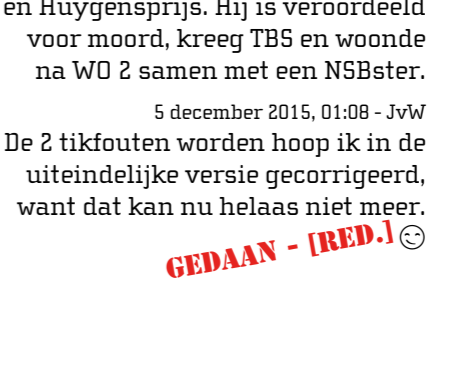 en Huygensprijs. Hij is veroordeeld
voor moord, kreeg TBS en woonde
na WO 2 samen met een NSBster.
5 december 2015, 01:08 - JvW
De 2 tikfouten worden hoop ik in de
uiteindelijke versie gecorrigeerd,
want dat kan nu helaas niet meer.
GEDAAN - [RED.]